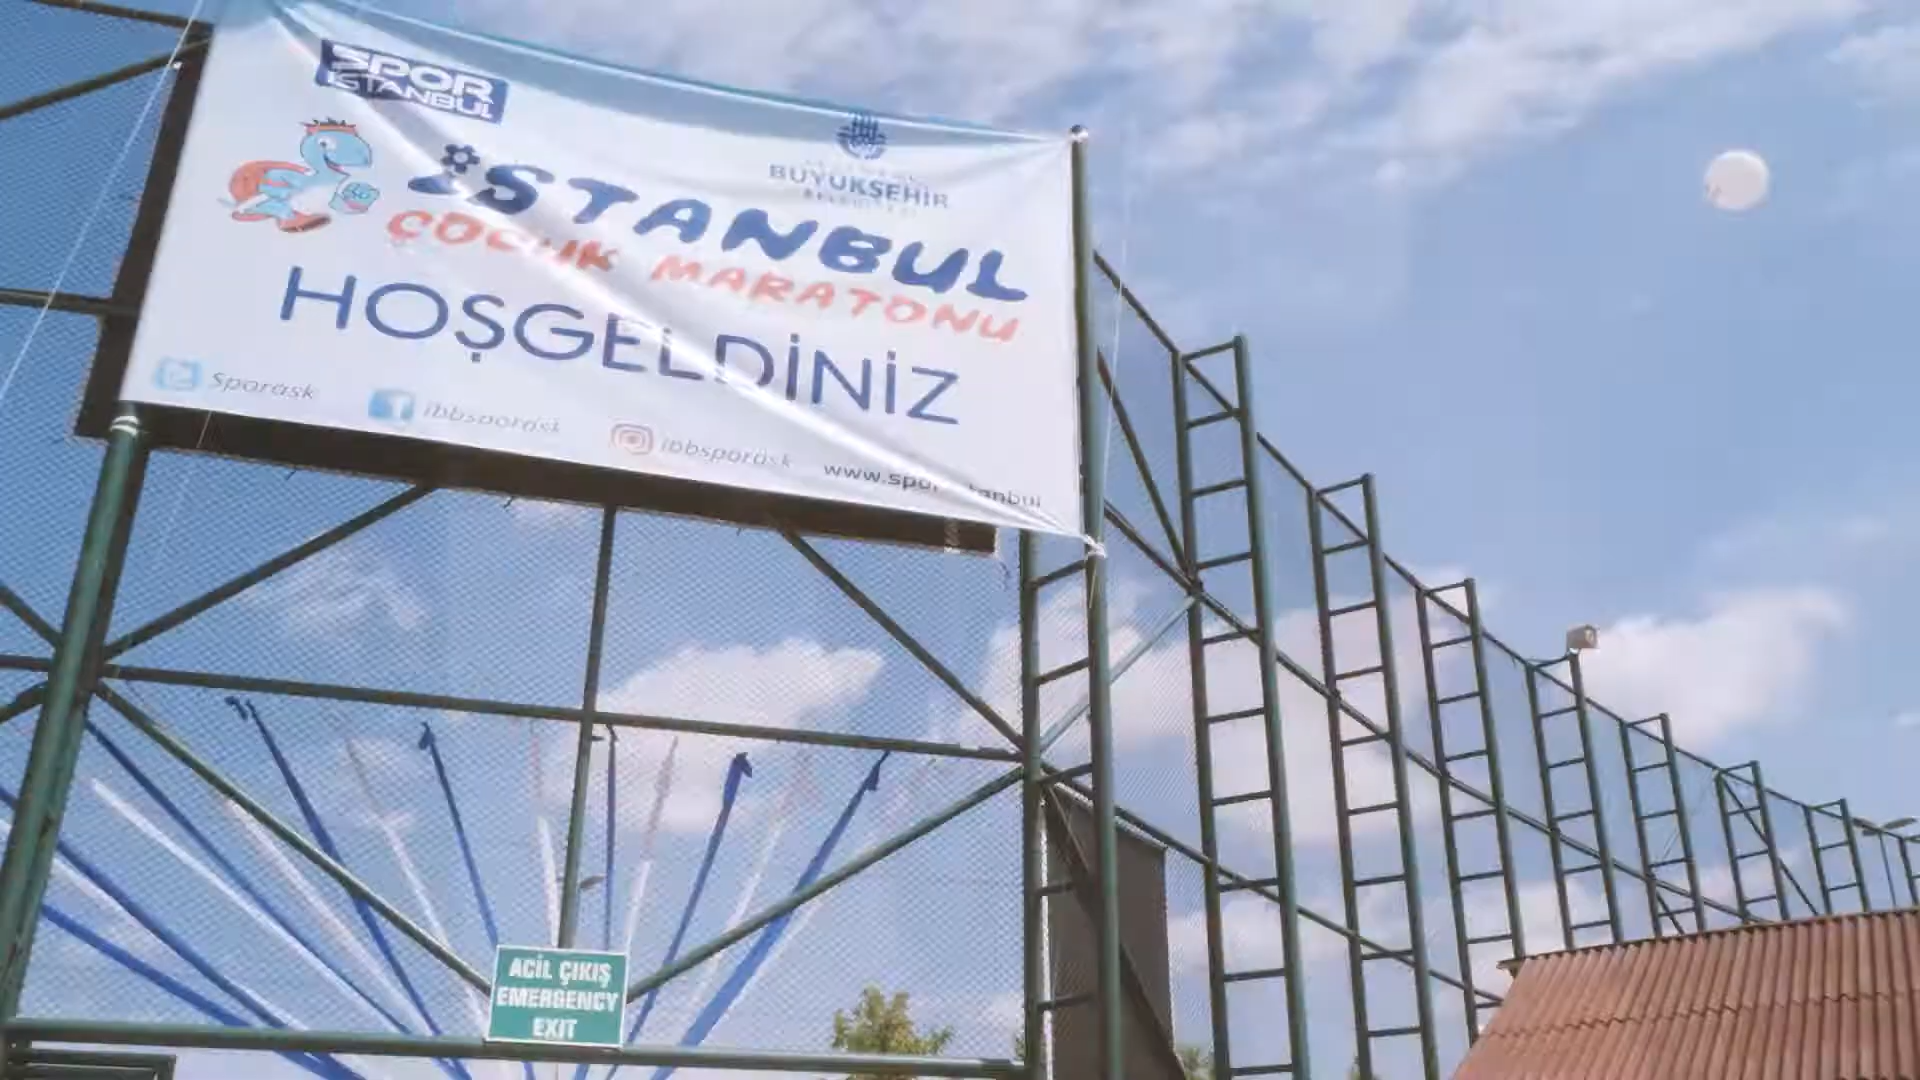 SPOR
İSTANBUL
BÜYÜKŞEHİR
İSTANBUL
ÇOCUK MARATONU
HOŞGELDİNİZ
Sporask
ibbsporask
ibbsporask
ACİL ÇIKIŞ
EMERGENCY
EXIT